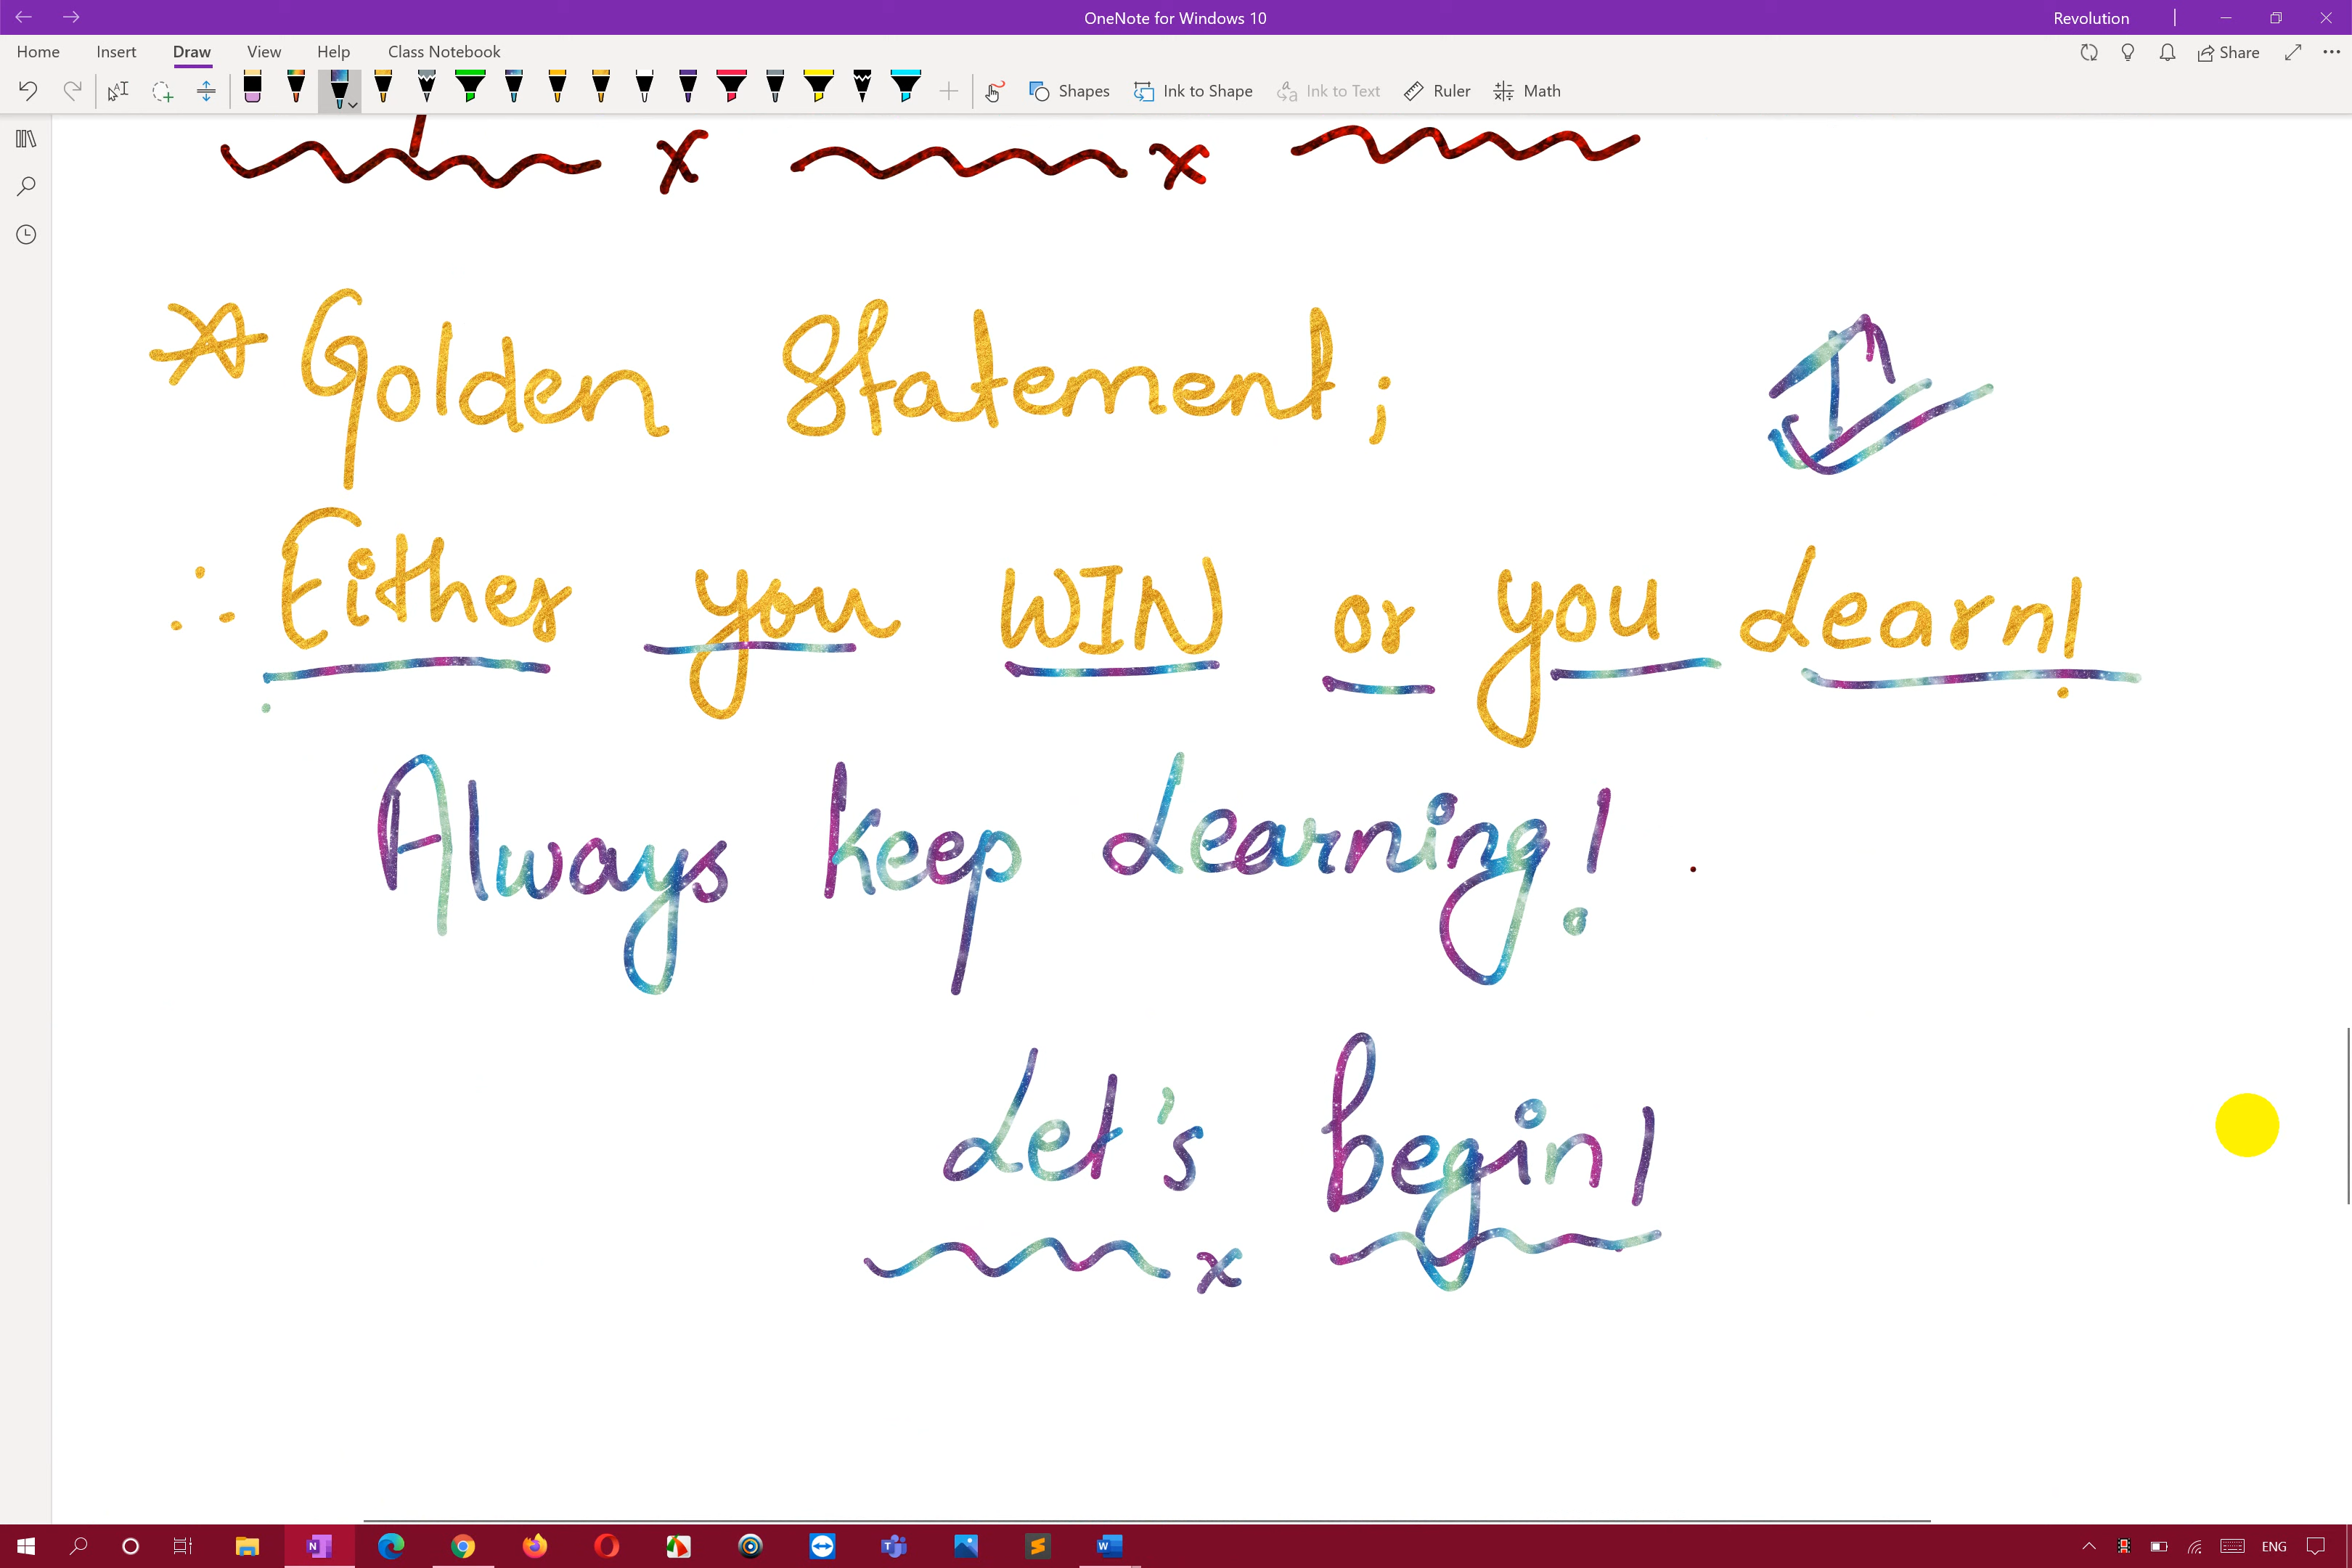 OneNote for Windows 10 Revolution
Home Insert Draw View Help Class Notebook Share
Shapes Ink to Shape Ink to Text Ruler Math
x x
Golden Statement;
∴ Either you WIN or you Learn!
Always keep Learning!
Let's begin!
x
ENG